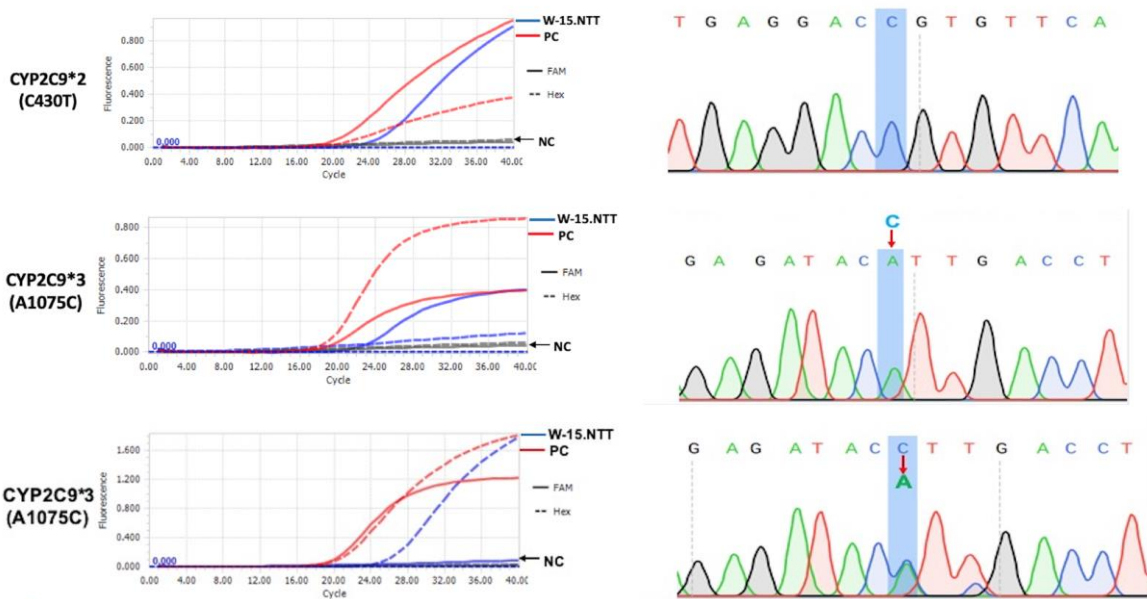 CYP2C9*2
(C430T)
Fluorescence
0.800
0.600
0.400
0.200
0.000
0.000
0.00 4.00 8.00 12.00 16.00 20.00 24.00 28.00 32.00 36.00 40.00
Cycle
W-15.NTT
PC
FAM
Hex
NC
T G A G G A C C G T G T T C A
CYP2C9*3
(A1075C)
Fluorescence
0.800
0.600
0.400
0.200
0.000
0.000
0.00 4.00 8.00 12.00 16.00 20.00 24.00 28.00 32.00 36.00 40.00
Cycle
W-15.NTT
PC
FAM
Hex
NC
C
G A G A T A C A T T G A C C T
CYP2C9*3
(A1075C)
Fluorescence
1.600
1.200
0.800
0.400
0.000
0.000
0.00 4.00 8.00 12.00 16.00 20.00 24.00 28.00 32.00 36.00 40.00
Cycle
W-15.NTT
PC
FAM
Hex
NC
G A G A T A C C T T G A C C T
A